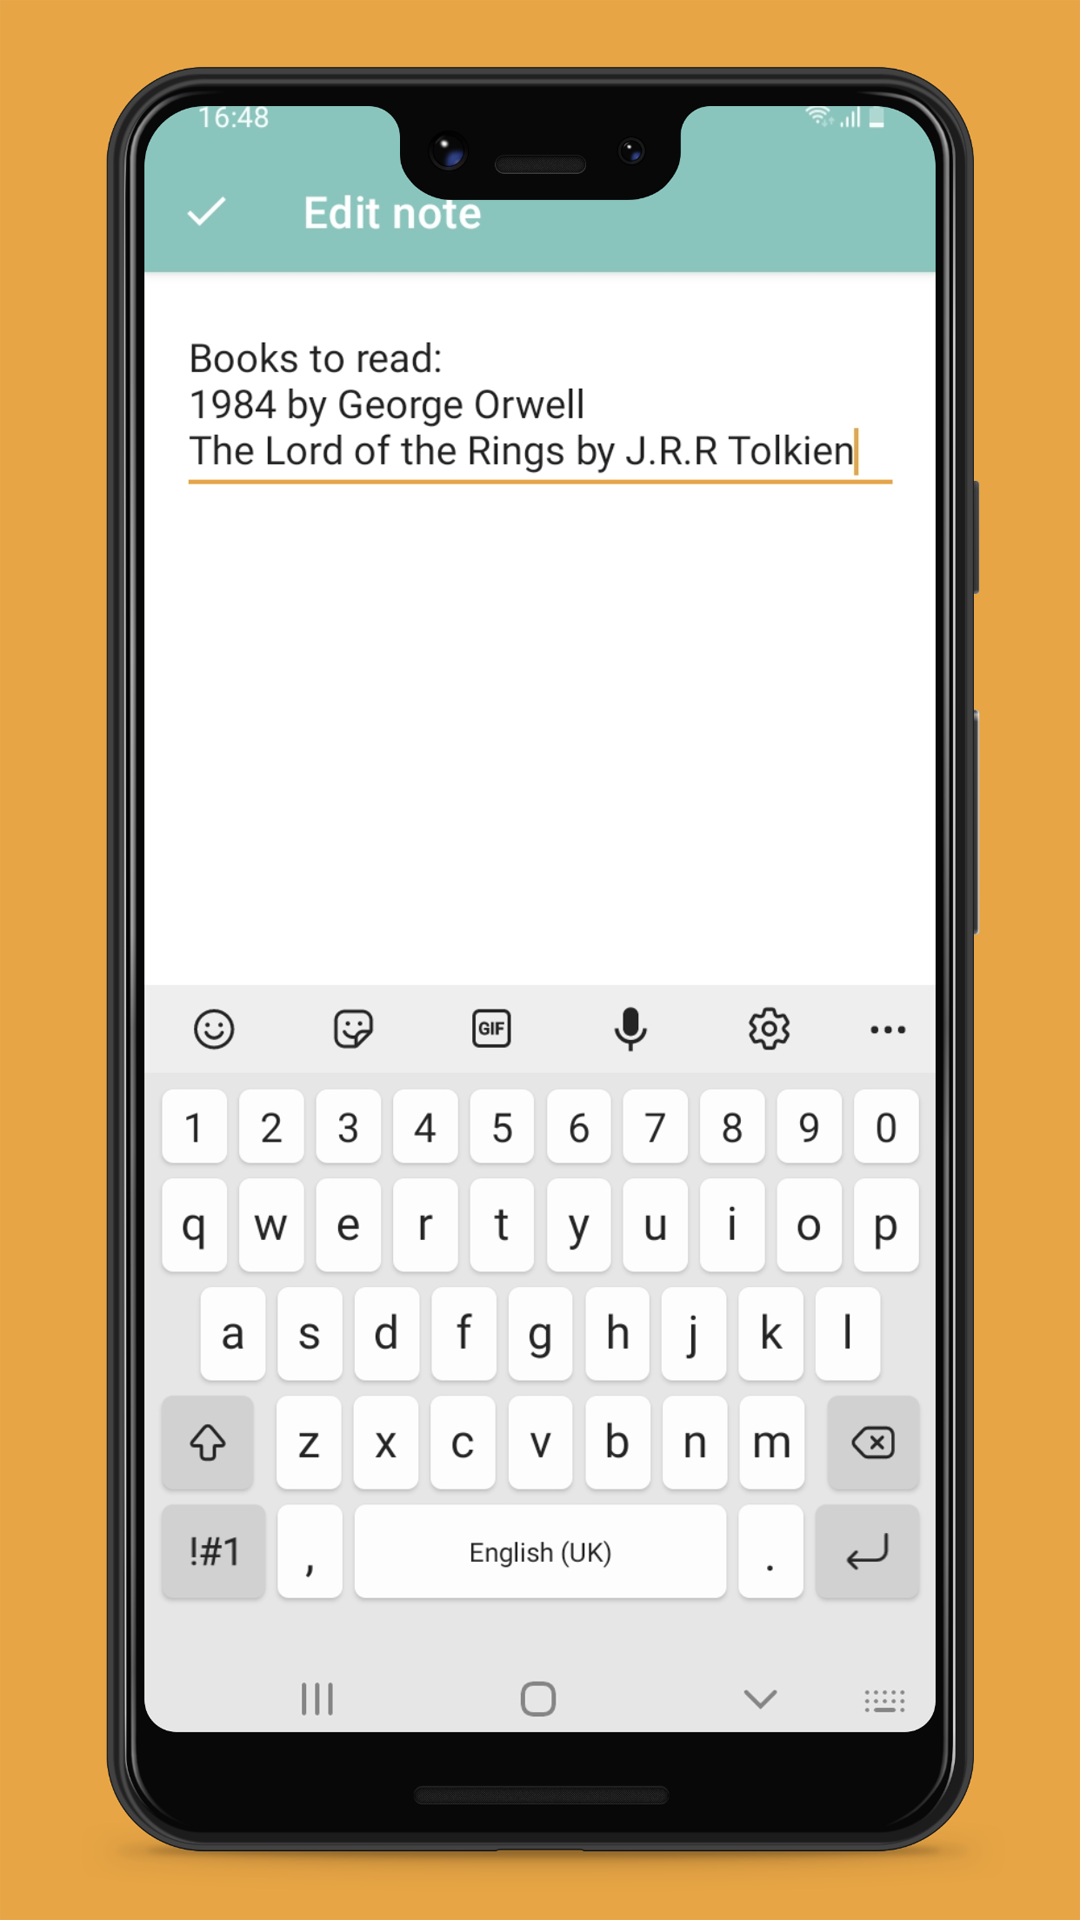 16:48
Edit note
Books to read:
1984 by George Orwell
The Lord of the Rings by J.R.R Tolkien
GIF
1 2 3 4 5 6 7 8 9 0
q w e r t y u i o p
a s d f g h j k l
z x c v b n m
!#1 , English (UK) .